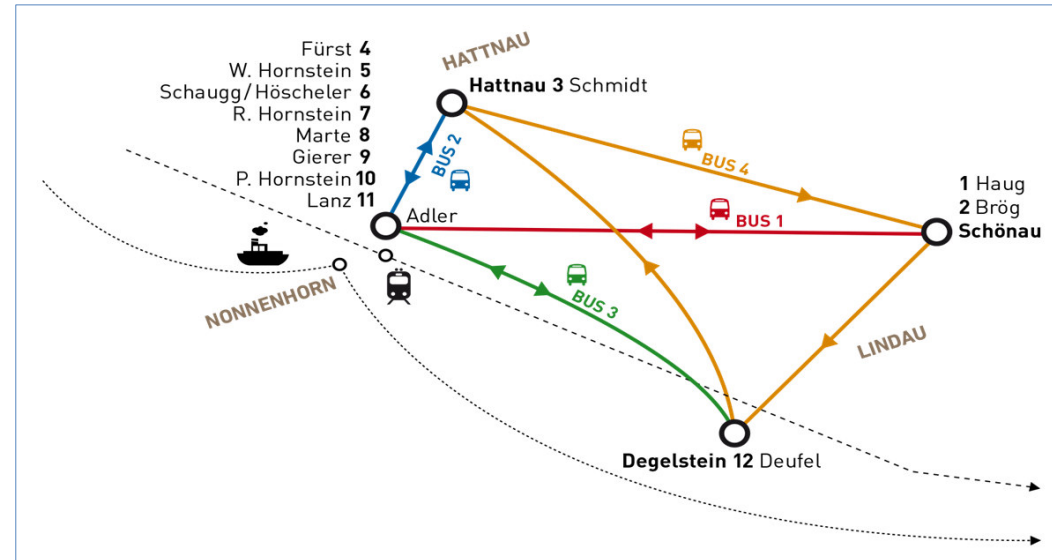 Fürst 4
W. Hornstein 5
Schaugg/Höscheler 6
R. Hornstein 7
Marte 8
Gierer 9
P. Hornstein 10
Lanz 11
HATTNAU
Hattnau 3 Schmidt
BUS 2
BUS 4
Adler
BUS 1
1 Haug
2 Brög
Schönau
NONNENHORN
BUS 3
LINDAU
Degelstein 12 Deufel